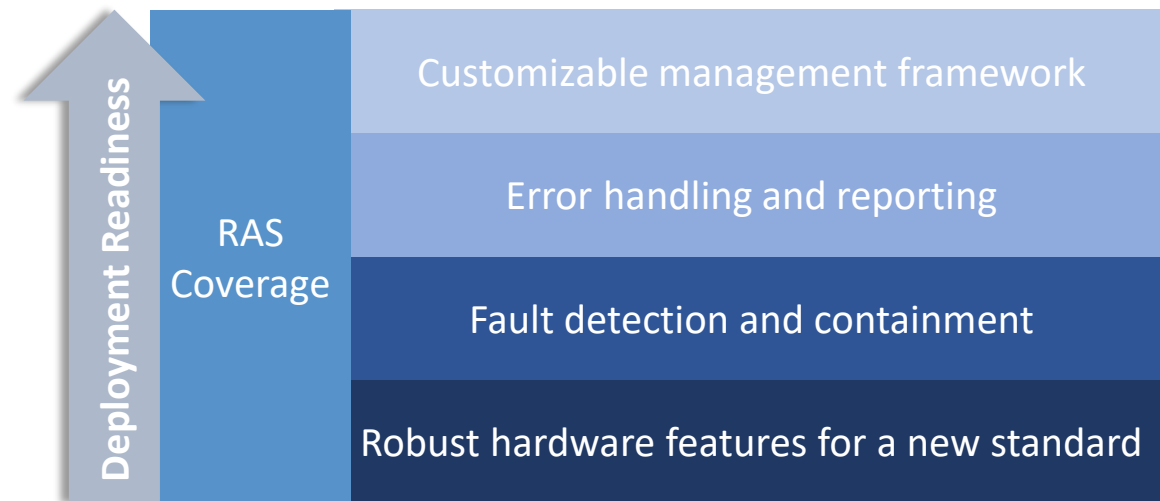 Deployment Readiness
RAS
Coverage
Customizable management framework
Error handling and reporting
Fault detection and containment
Robust hardware features for a new standard